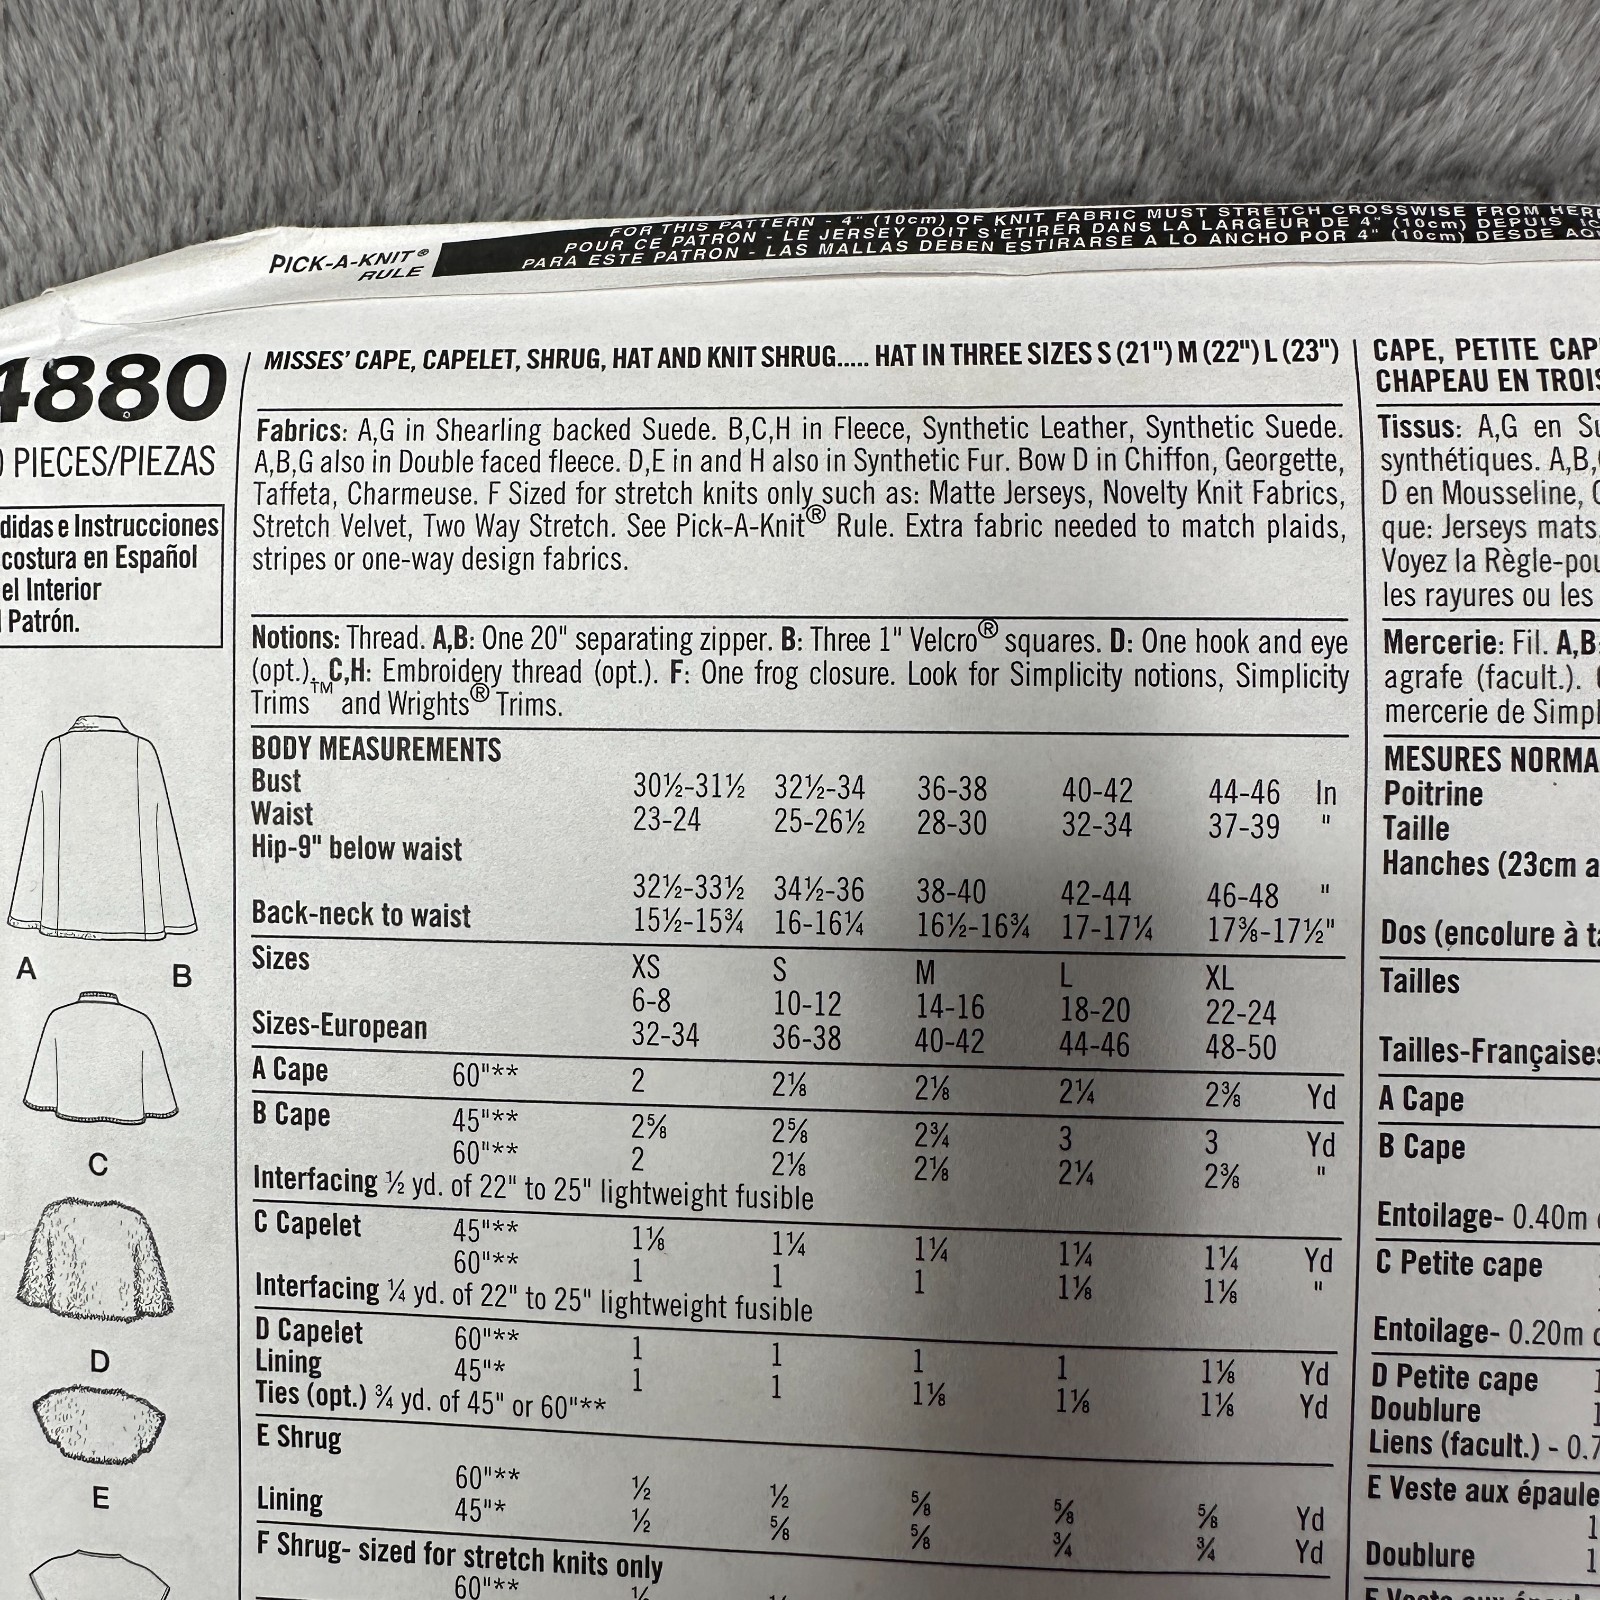 PICK-A-KNIT®
RULE
FOR THIS PATTERN - 4" (10cm) OF KNIT FABRIC MUST STRETCH CROSSWISE FROM HERE
POUR CE PATRON - LE JERSEY DOIT S'ETIRER DANS LA LARGEUR DE 4" (10cm) DEPUIS
PARA ESTE PATRON - LAS MALLAS DEBEN ESTIRARSE A LO ANCHO POR 4" (10cm) DESDE
4880
PIECES/PIEZAS
didas e Instrucciones
costura en Español
el Interior
Patrón.
A
B
C
D
E
MISSES' CAPE, CAPELET, SHRUG, HAT AND KNIT SHRUG..... HAT IN THREE SIZES S (21") M (22") L (23")
Fabrics: A,G in Shearling backed Suede. B,C,H in Fleece, Synthetic Leather, Synthetic Suede.
A,B,G also in Double faced fleece. D,E in and H also in Synthetic Fur. Bow D in Chiffon, Georgette,
Taffeta, Charmeuse. F Sized for stretch knits only such as: Matte Jerseys, Novelty Knit Fabrics,
Stretch Velvet, Two Way Stretch. See Pick-A-Knit® Rule. Extra fabric needed to match plaids,
stripes or one-way design fabrics.
Notions: Thread. A,B: One 20" separating zipper. B: Three 1" Velcro® squares. D: One hook and eye
(opt.). C,H: Embroidery thread (opt.). F: One frog closure. Look for Simplicity notions, Simplicity
Trims™ and Wrights® Trims.
BODY MEASUREMENTS
Bust 30½-31½ 32½-34 36-38 40-42 44-46 In
Waist 23-24 25-26½ 28-30 32-34 37-39 "
Hip-9" below waist
32½-33½ 34½-36 38-40 42-44 46-48 "
Back-neck to waist 15½-15¾ 16-16¼ 16½-16¾ 17-17¼ 17⅜-17½"
Sizes XS S M L XL
6-8 10-12 14-16 18-20 22-24
Sizes-European 32-34 36-38 40-42 44-46 48-50
A Cape 60"** 2 2⅛ 2⅛ 2¼ 2⅜ Yd
B Cape 45"** 2⅝ 2⅝ 2¾ 3 3 Yd
60"** 2 2⅛ 2⅛ 2¼ 2⅜ "
Interfacing ½ yd. of 22" to 25" lightweight fusible
C Capelet 45"** 1⅛ 1¼ 1¼ 1¼ 1¼ Yd
60"** 1 1 1 1⅛ 1⅛ "
Interfacing ¼ yd. of 22" to 25" lightweight fusible
D Capelet 60"** 1 1 1 1 1⅛ Yd
Lining 45"* 1 1 1⅛ 1⅛ 1⅛ Yd
Ties (opt.) ¾ yd. of 45" or 60"**
E Shrug
60"** ½ ½ ⅝ ⅝ ⅝ Yd
Lining 45"* ½ ⅝ ⅝ ¾ ¾ Yd
F Shrug- sized for stretch knits only
60"**
CAPE, PETITE CAP
CHAPEAU EN TROIS
Tissus: A,G en Su
synthétiques. A,B,
D en Mousseline,
que: Jerseys mats
Voyez la Règle-pou
les rayures ou les
Mercerie: Fil. A,B:
agrafe (facult.).
mercerie de Simpl
MESURES NORMA
Poitrine
Taille
Hanches (23cm a
Dos (encolure à ta
Tailles
Tailles-Françaises
A Cape
B Cape
Entoilage- 0.40m
C Petite cape
Entoilage- 0.20m
D Petite cape
Doublure
Liens (facult.) - 0.7
E Veste aux épaule
Doublure